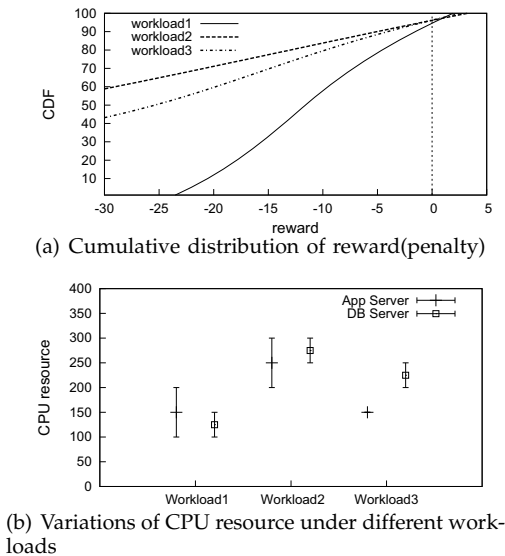 workload1
workload2
workload3
100
90
80
70
60
50
40
30
20
10
CDF
-30 -25 -20 -15 -10 -5 0 5
reward
(a) Cumulative distribution of reward(penalty)
400
350
300
250
200
150
100
50
0
CPU resource
App Server
DB Server
Workload1 Workload2 Workload3
(b) Variations of CPU resource under different work-
loads